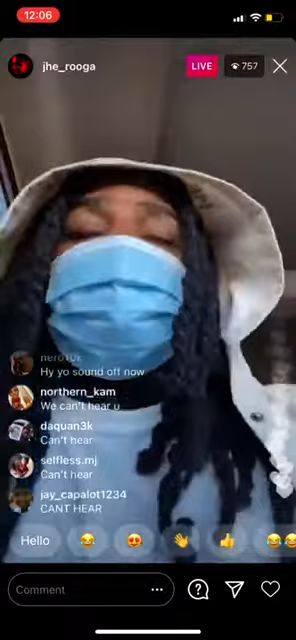 12:06
jhe_rooga
LIVE
757
nero10k
Hy yo sound off now
northern_kam
We can't hear u
daquan3k
Can't hear
selfless.mj
Can't hear
jay_capalot1234
CANT HEAR
Hello 😂 😍 👋 👍 😂
Comment